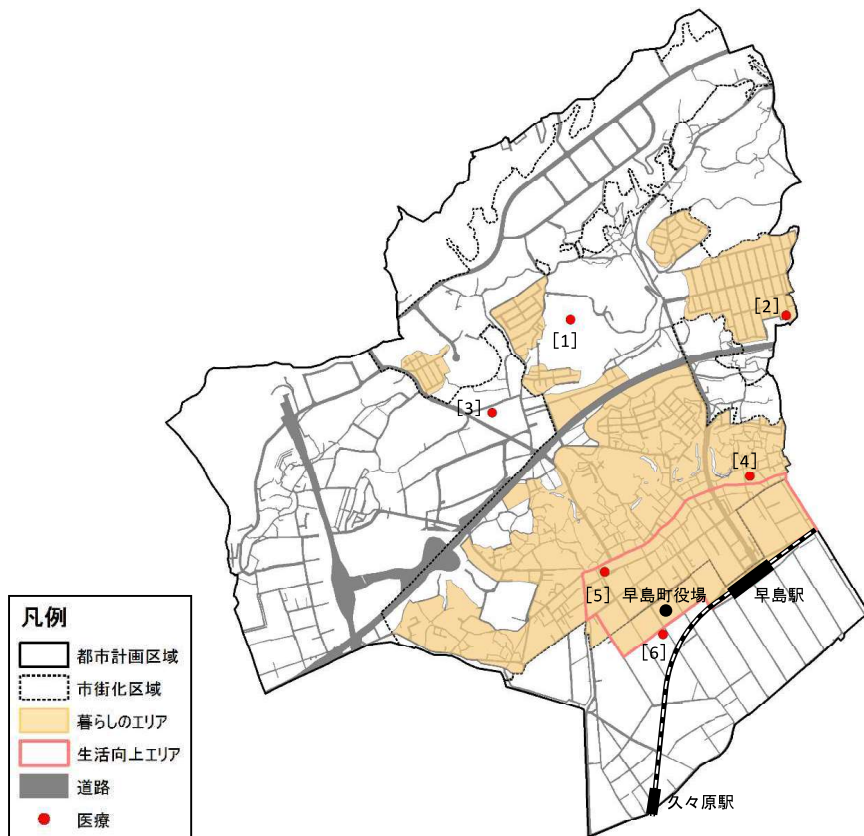 [2]
[1]
[3]
[4]
[5]
早島町役場
早島駅
[6]
久々原駅
凡例
都市計画区域
市街化区域
暮らしのエリア
生活向上エリア
道路
医療